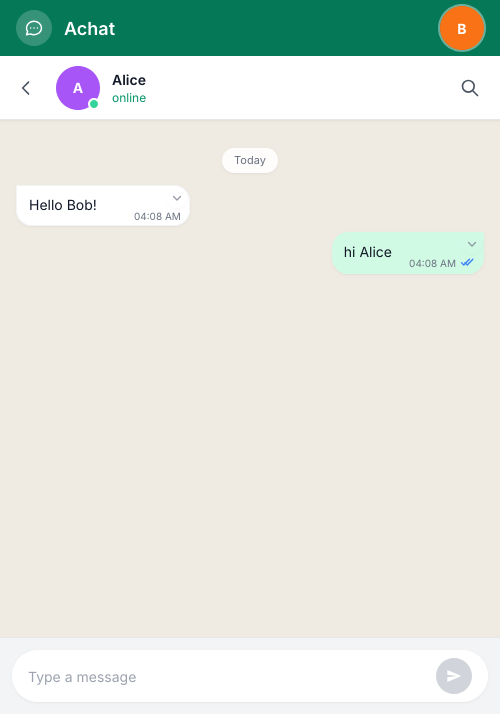 Achat
B
A
Alice
online
Today
Hello Bob!
04:08 AM
hi Alice
04:08 AM
Type a message